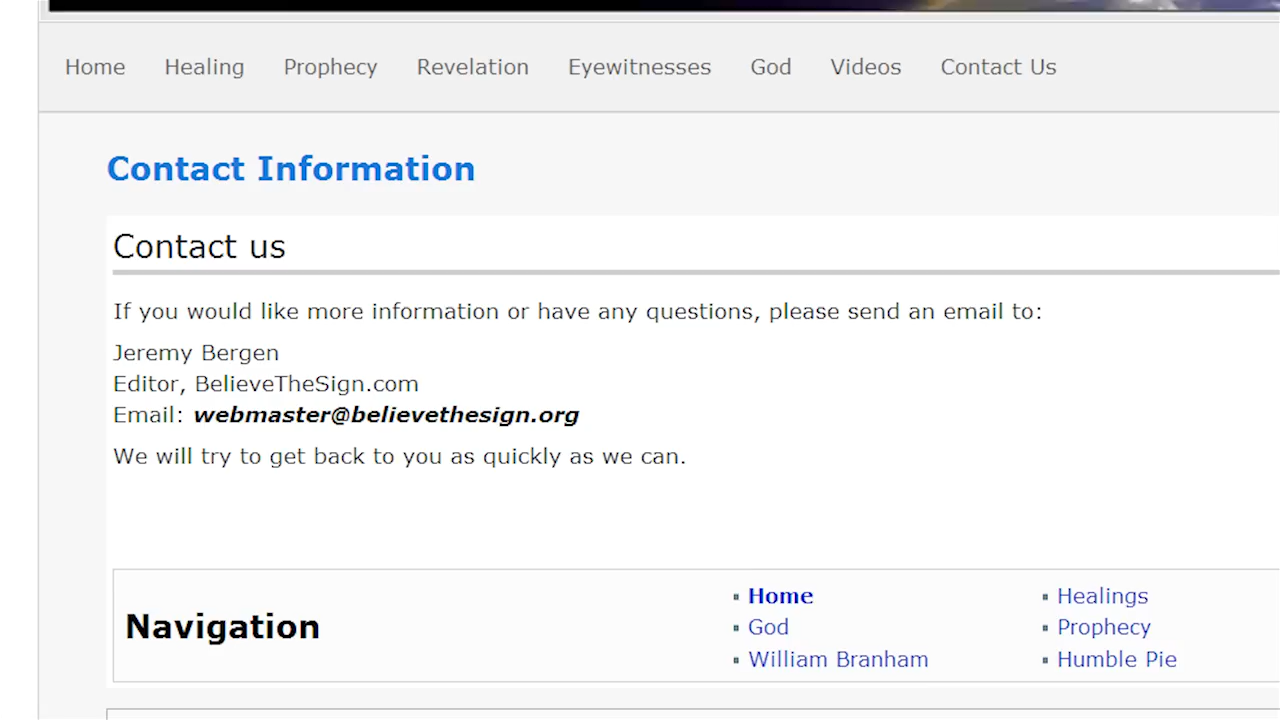 Home Healing Prophecy Revelation Eyewitnesses God Videos Contact Us
Contact Information
Contact us
If you would like more information or have any questions, please send an email to:
Jeremy Bergen
Editor, BelieveTheSign.com
Email: webmaster@believethesign.org
We will try to get back to you as quickly as we can.
Navigation
Home
God
William Branham
Healings
Prophecy
Humble Pie